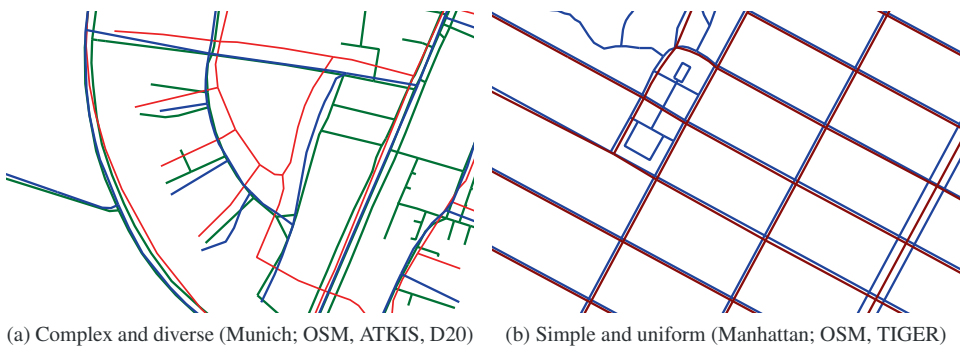 (a) Complex and diverse (Munich; OSM, ATKIS, D20)
(b) Simple and uniform (Manhattan; OSM, TIGER)